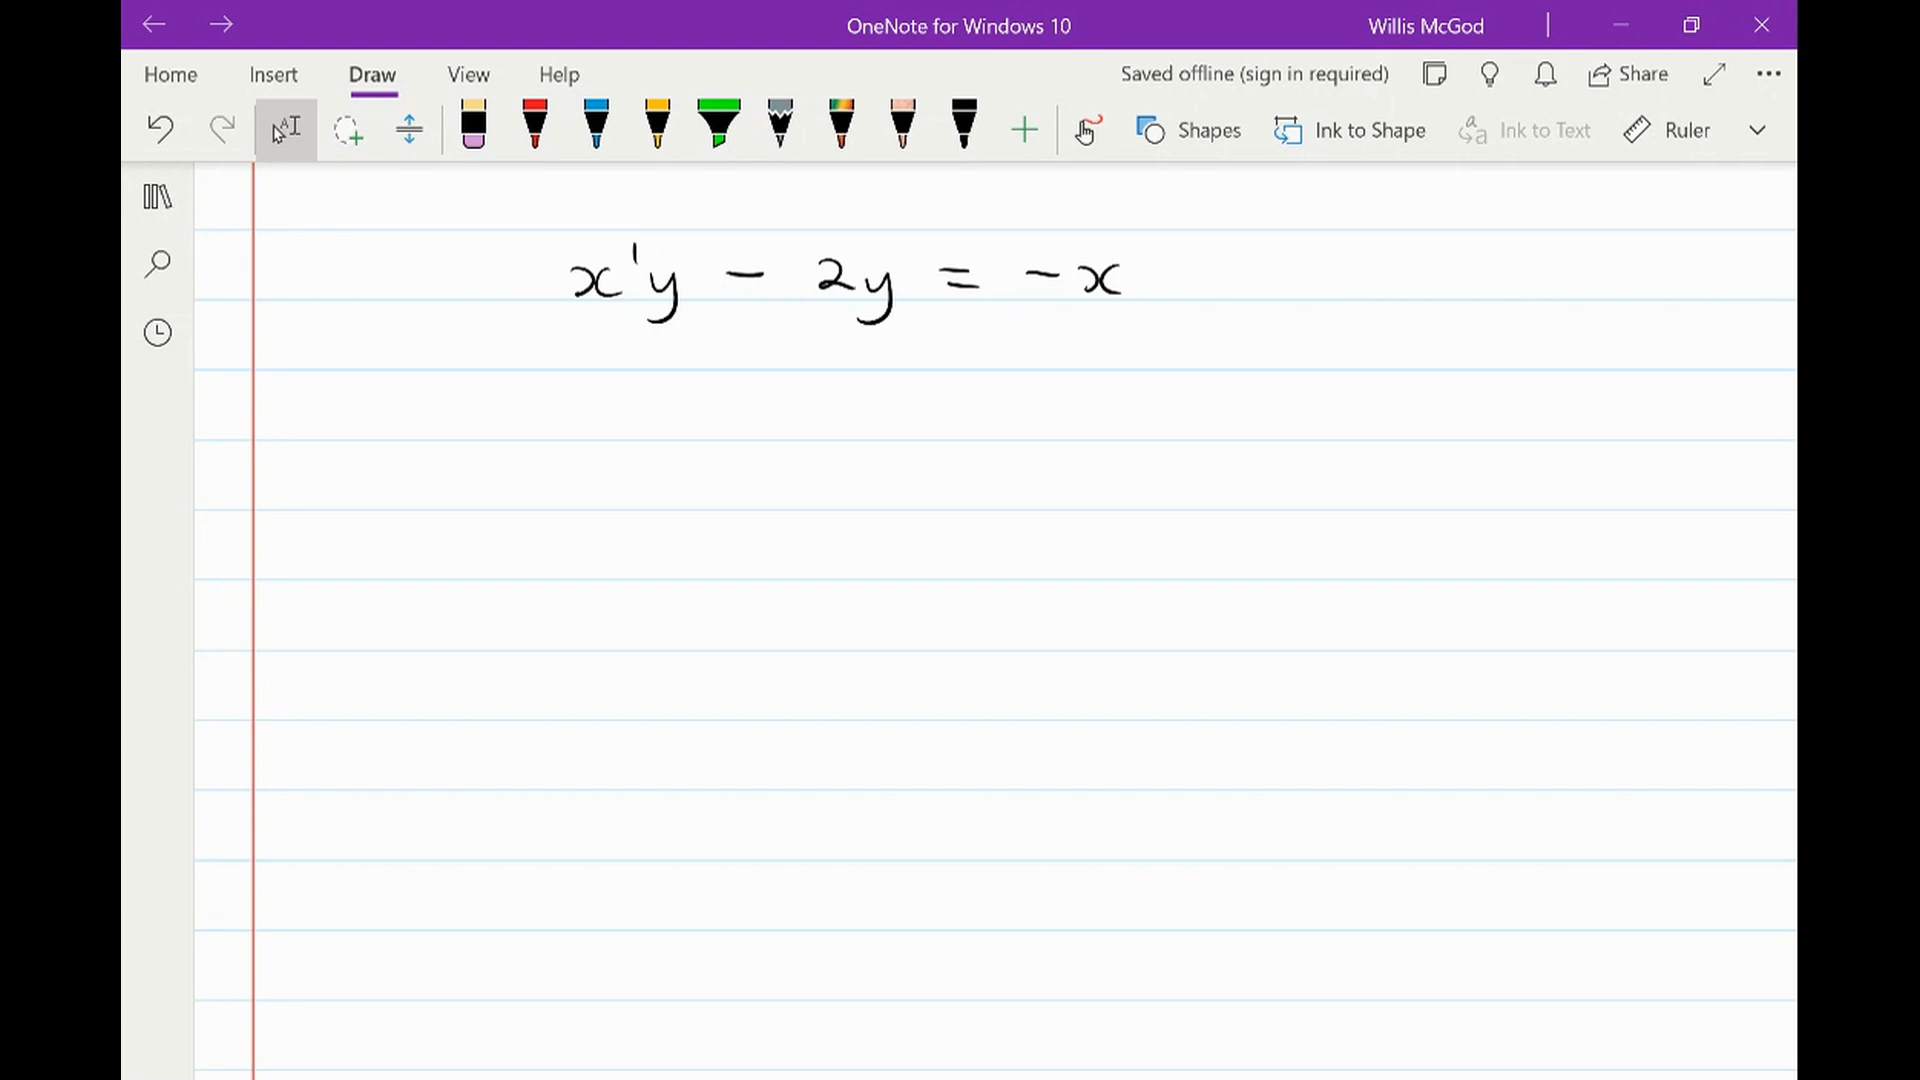 OneNote for Windows 10 Willis McGod
Home Insert Draw View Help Saved offline (sign in required) Share
Shapes Ink to Shape Ink to Text Ruler
x'y - 2y = -x